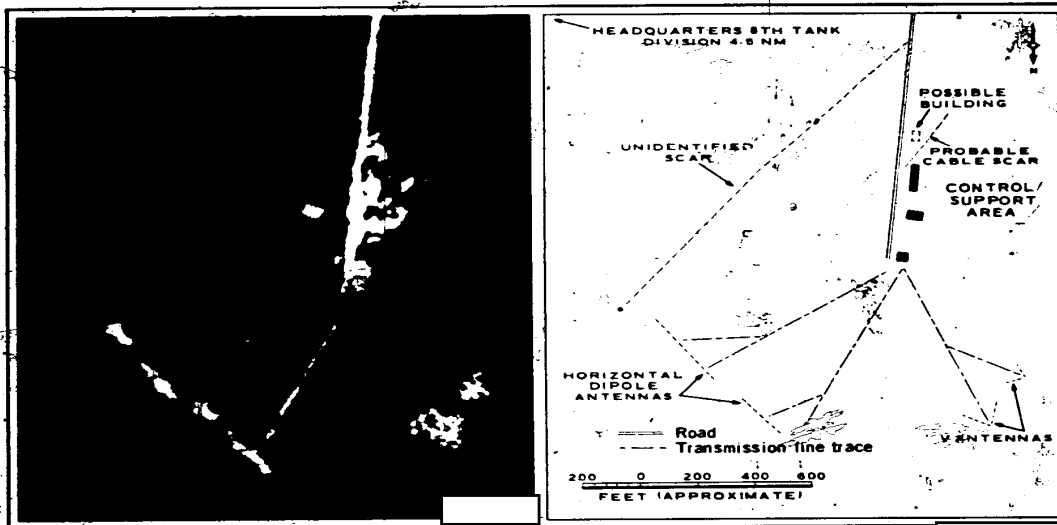 HEADQUARTERS 8TH TANK
DIVISION 4.5 NM
N
POSSIBLE
BUILDING
UNIDENTIFIED
SCAR
PROBABLE
CABLE SCAR
CONTROL
SUPPORT
AREA
HORIZONTAL
DIPOLE
ANTENNAS
V ANTENNAS
Road
Transmission line trace
200 0 200 400 600
FEET (APPROXIMATE)